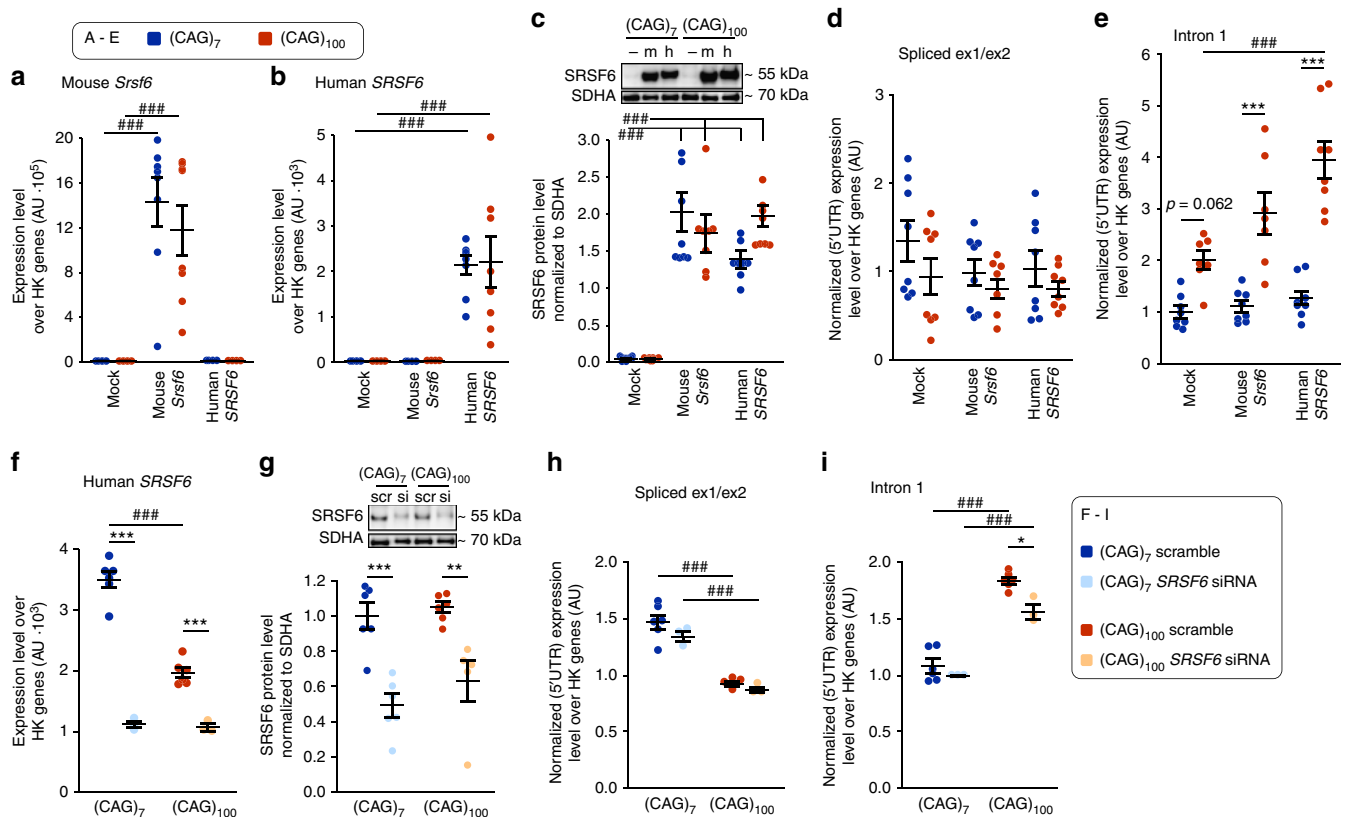 A - E (CAG)7 (CAG)100
a
Mouse Srsf6
###
###
Expression level
over HK genes (AU ·10⁵)
20
16
12
8
4
0
Mock
Mouse
Srsf6
Human
SRSF6
b
Human SRSF6
###
###
Expression level
over HK genes (AU ·10³)
5
4
3
2
1
0
Mock
Mouse
Srsf6
Human
SRSF6
c
(CAG)7 (CAG)100
– m h – m h
SRSF6 ~ 55 kDa
SDHA ~ 70 kDa
###
###
SRSF6 protein level
normalized to SDHA
3.0
2.5
2.0
1.5
1.0
0.5
0.0
Mock
Mouse
Srsf6
Human
SRSF6
d
Spliced ex1/ex2
Normalized (5′UTR) expression
level over HK genes (AU)
3
2
1
0
Mock
Mouse
Srsf6
Human
SRSF6
e
Intron 1
###
***
***
p = 0.062
Normalized (5′UTR) expression
level over HK genes (AU)
6
5
4
3
2
1
0
Mock
Mouse
Srsf6
Human
SRSF6
f
Human SRSF6
###
***
***
Expression level over
HK genes (AU ·10³)
4
3
2
1
0
(CAG)7 (CAG)100
g
(CAG)7 (CAG)100
scr si scr si
SRSF6 ~ 55 kDa
SDHA ~ 70 kDa
*** **
SRSF6 protein level
normalized to SDHA
1.2
1.0
0.8
0.6
0.4
0.2
0.0
(CAG)7 (CAG)100
h
Spliced ex1/ex2
###
###
Normalized (5′UTR) expression
level over HK genes (AU)
2.0
1.5
1.0
0.5
0.0
(CAG)7 (CAG)100
i
Intron 1
###
###
*
Normalized (5′UTR) expression
level over HK genes (AU)
2.0
1.5
1.0
0.5
0.0
(CAG)7 (CAG)100
F - I
(CAG)7 scramble
(CAG)7 SRSF6 siRNA
(CAG)100 scramble
(CAG)100 SRSF6 siRNA